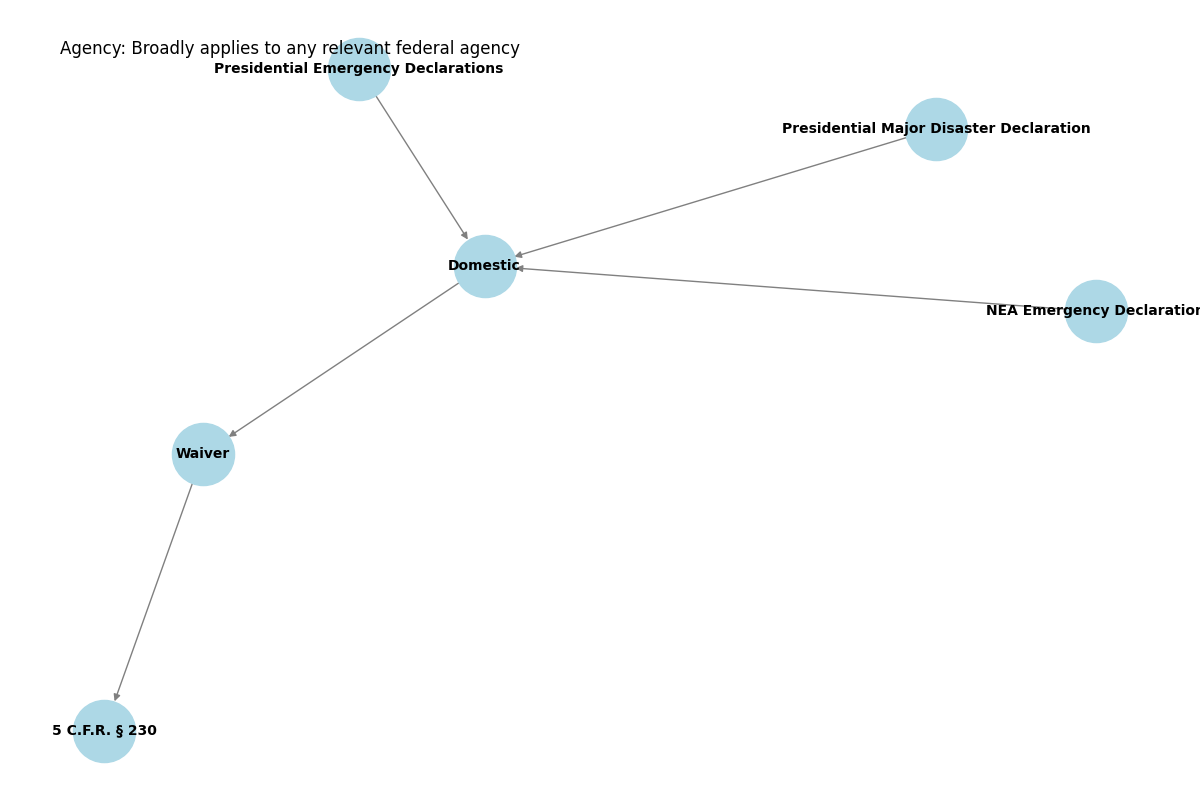 Agency: Broadly applies to any relevant federal agency
Presidential Emergency Declarations
Presidential Major Disaster Declaration
Domestic
NEA Emergency Declaration
Waiver
5 C.F.R. § 230